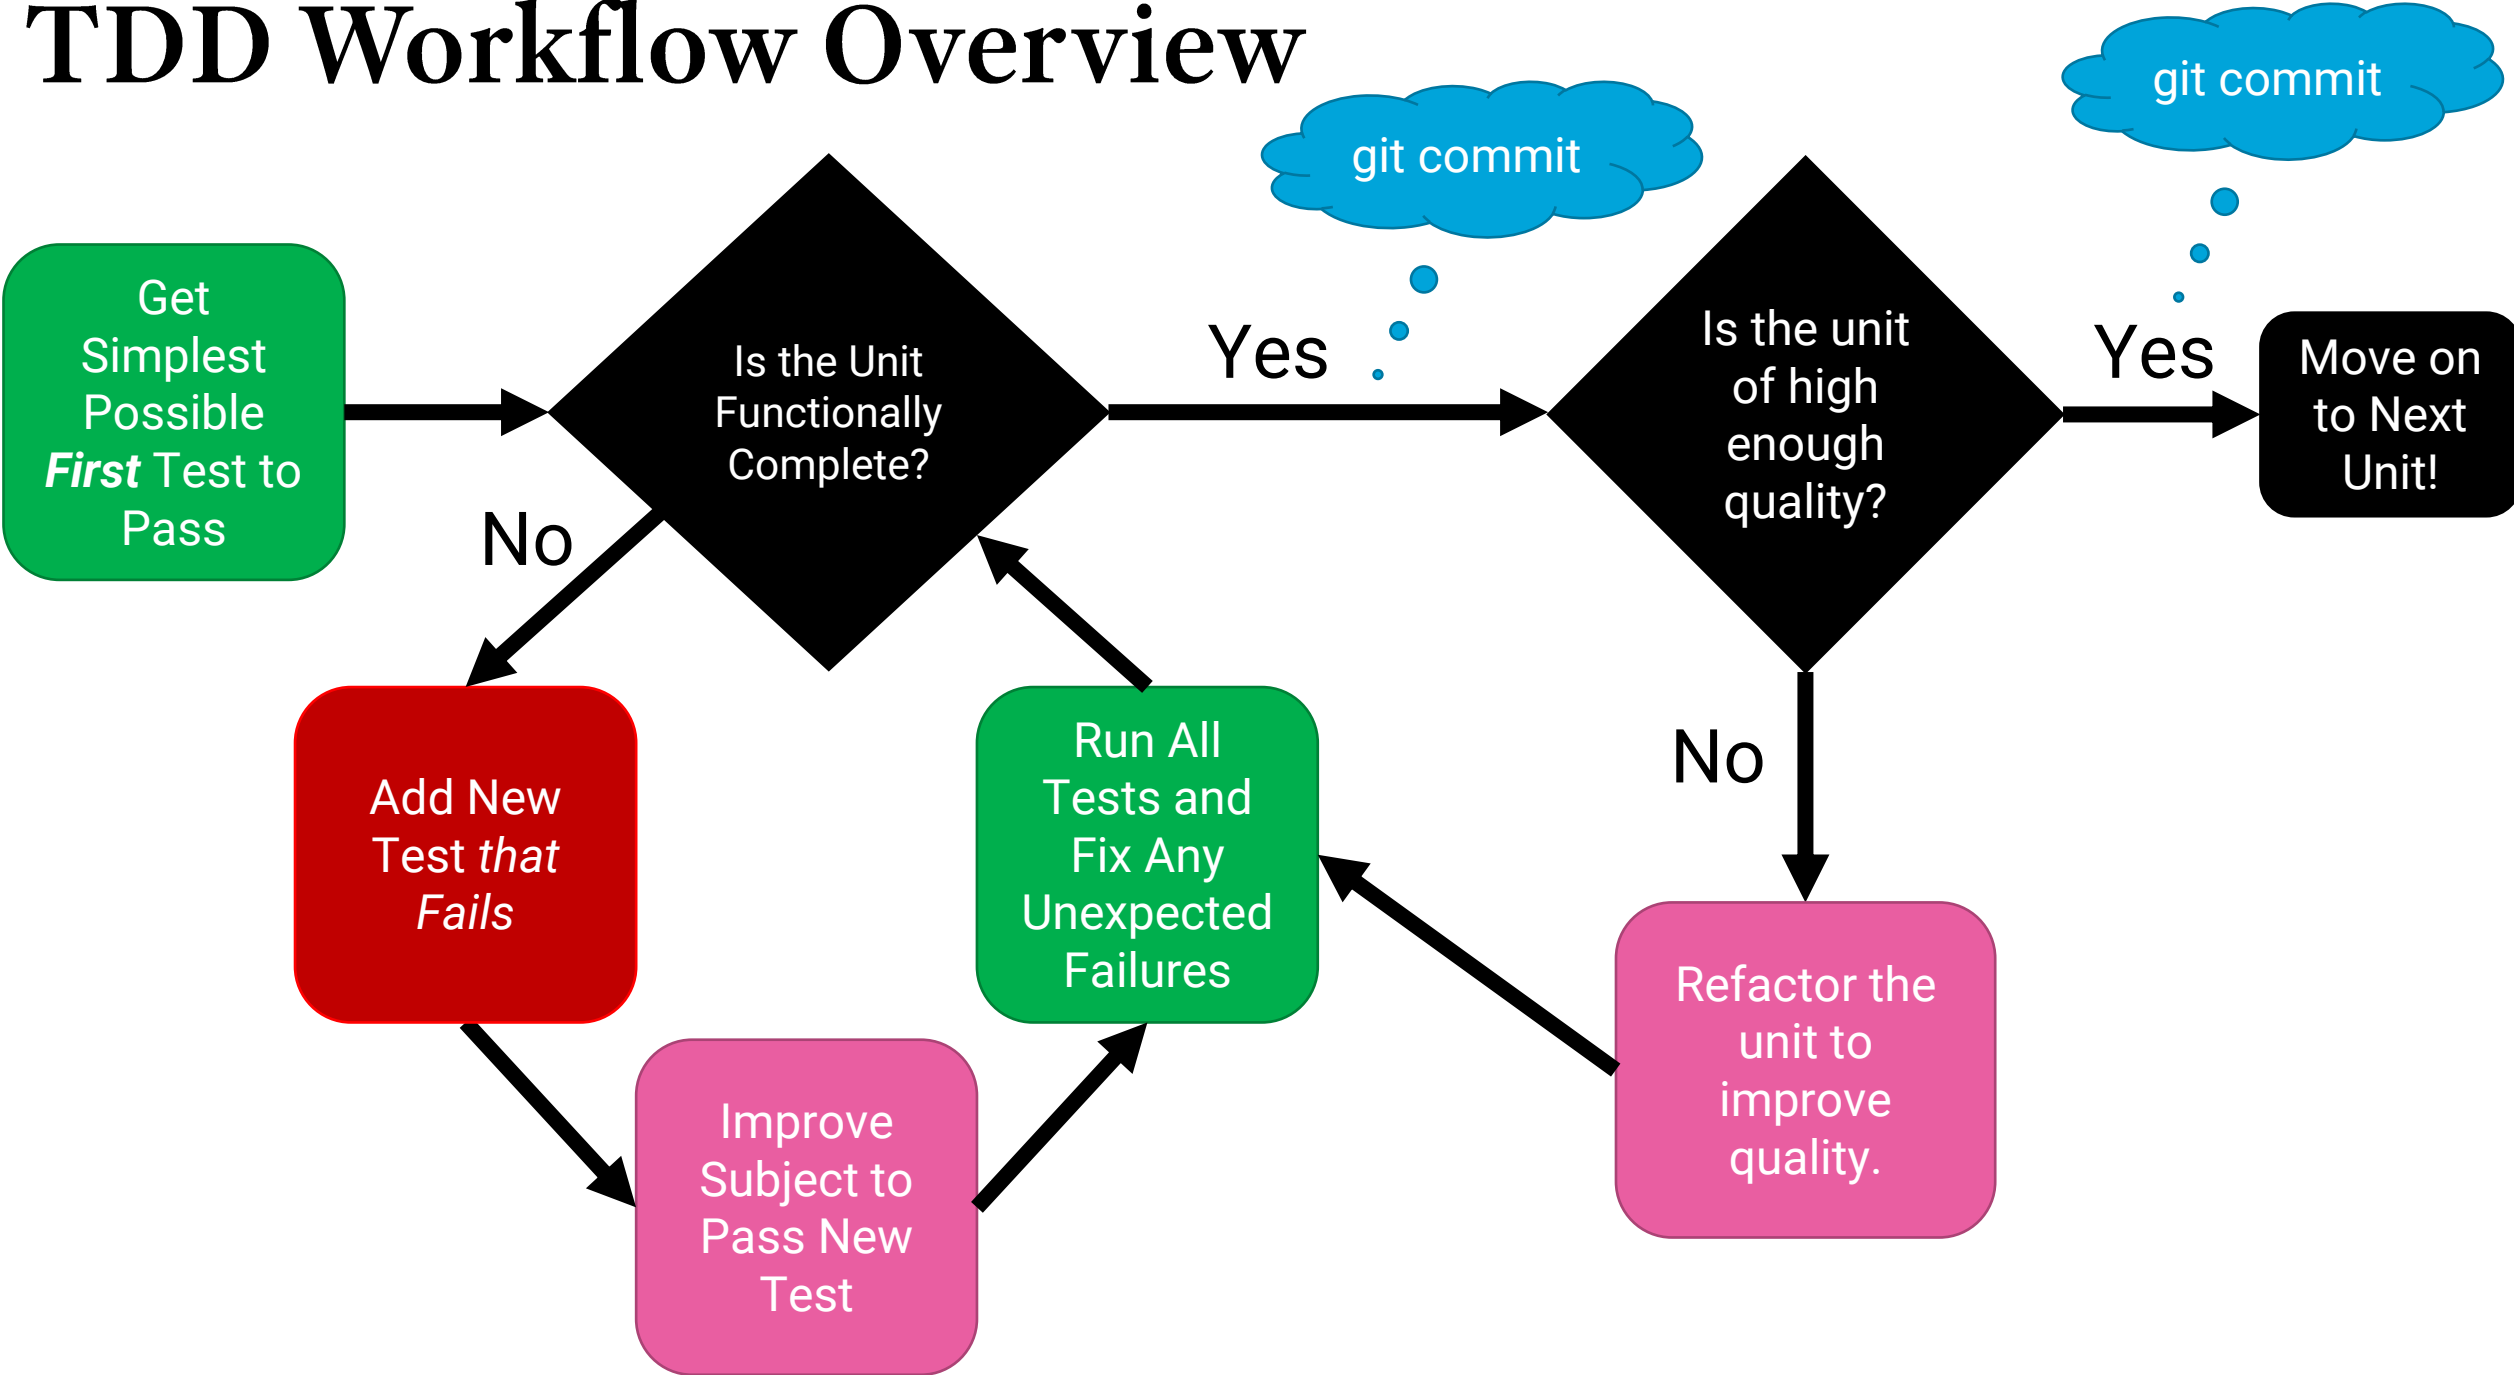 TDD Workflow Overview
git commit
git commit
Get
Simplest
Possible
First Test to
Pass
Is the Unit
Functionally
Complete?
Yes
Is the unit
of high
enough
quality?
Yes
Move on
to Next
Unit!
No
Add New
Test that
Fails
Run All
Tests and
Fix Any
Unexpected
Failures
No
Improve
Subject to
Pass New
Test
Refactor the
unit to
improve
quality.